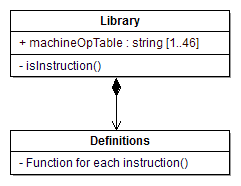 Library
+ machineOpTable : string [1..46]
- isInstruction()
Definitions
- Function for each instruction()